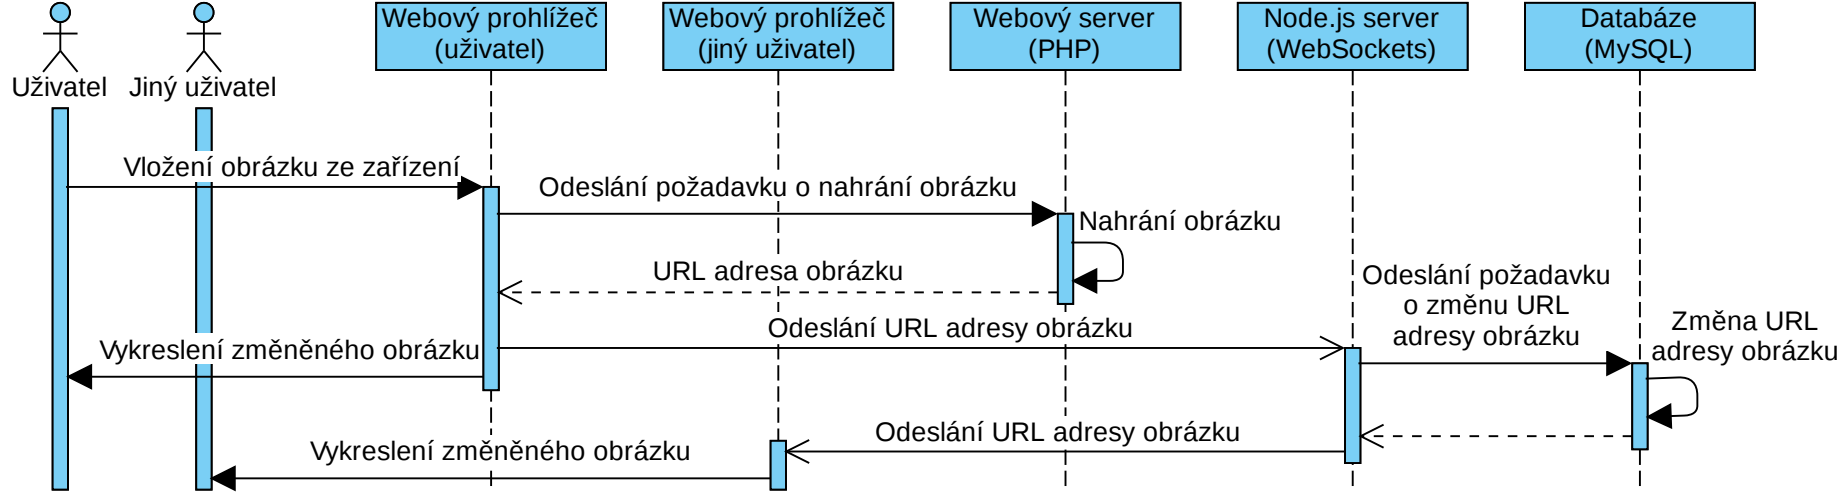 Webový prohlížeč
(uživatel)
Webový prohlížeč
(jiný uživatel)
Webový server
(PHP)
Node.js server
(WebSockets)
Databáze
(MySQL)
Uživatel
Jiný uživatel
Vložení obrázku ze zařízení
Odeslání požadavku o nahrání obrázku
Nahrání obrázku
URL adresa obrázku
Odeslání požadavku
o změnu URL
adresy obrázku
Odeslání URL adresy obrázku
Změna URL
adresy obrázku
Vykreslení změněného obrázku
Odeslání URL adresy obrázku
Vykreslení změněného obrázku